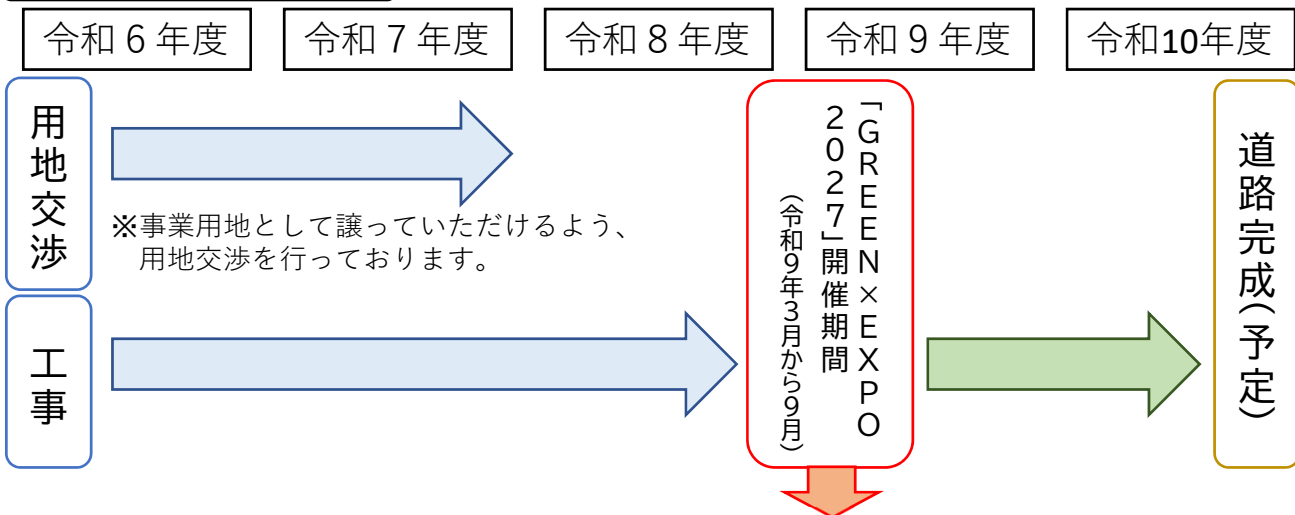 令和６年度
令和７年度
令和８年度
令和９年度
令和10年度
用地交渉
※事業用地として譲っていただけるよう、
用地交渉を行っております。
工事
「ＧＲＥＥＮ×ＥＸＰＯ
２０２７」開催期間
（令和９年３月から９月）
道路完成（予定）